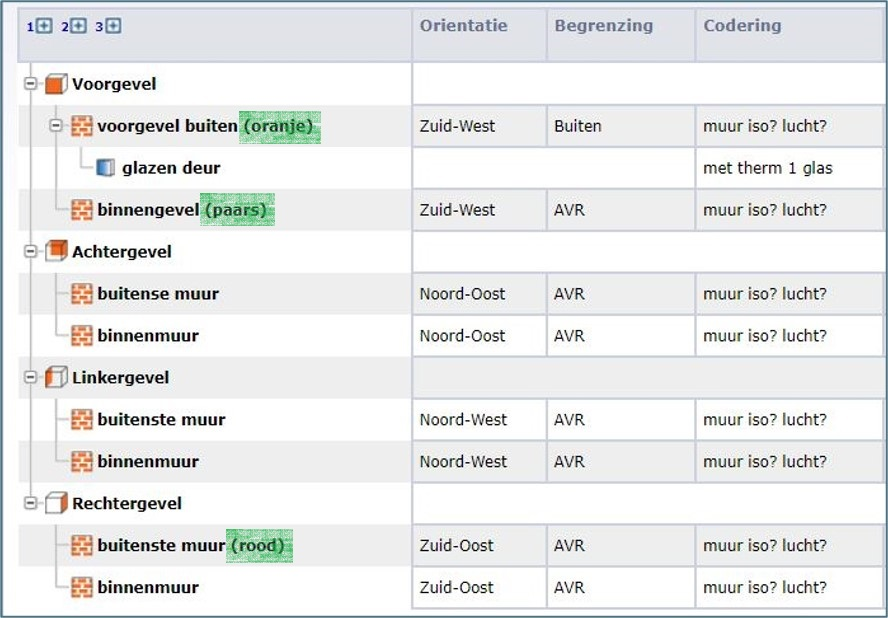 1 2 3 Orientatie Begrenzing Codering
Voorgevel
voorgevel buiten (oranje) Zuid-West Buiten muur iso? lucht?
glazen deur met therm 1 glas
binnengevel (paars) Zuid-West AVR muur iso? lucht?
Achtergevel
buitense muur Noord-Oost AVR muur iso? lucht?
binnenmuur Noord-Oost AVR muur iso? lucht?
Linkergevel
buitenste muur Noord-West AVR muur iso? lucht?
binnenmuur Noord-West AVR muur iso? lucht?
Rechtergevel
buitenste muur (rood) Zuid-Oost AVR muur iso? lucht?
binnenmuur Zuid-Oost AVR muur iso? lucht?